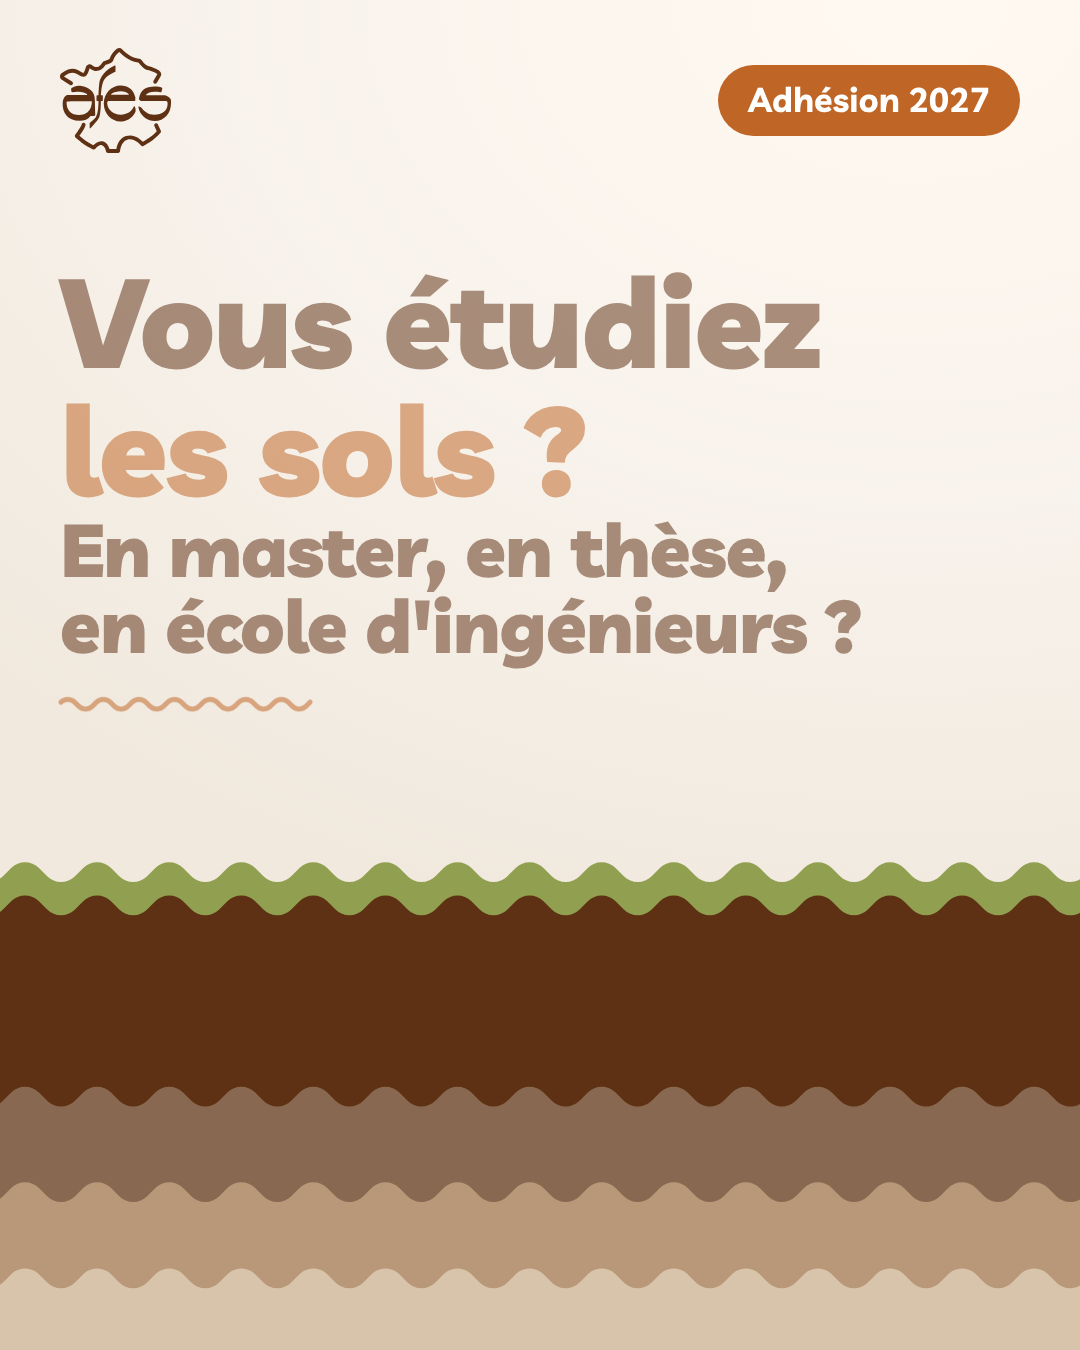 afes
Adhésion 2027
Vous étudiez
les sols ?
En master, en thèse,
en école d'ingénieurs ?